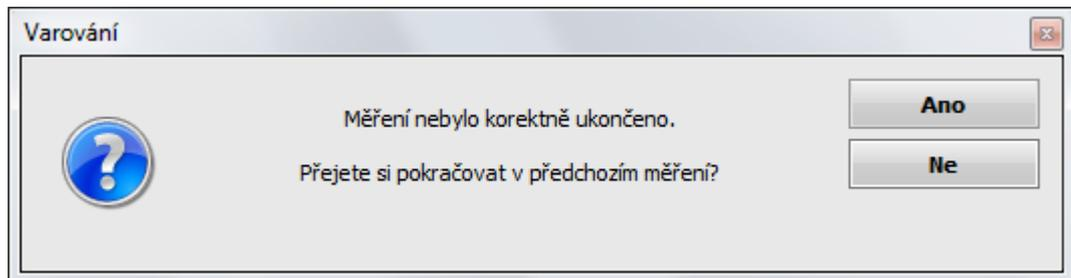 Varování
Měření nebylo korektně ukončeno.
Přejete si pokračovat v předchozím měření?
Ano
Ne